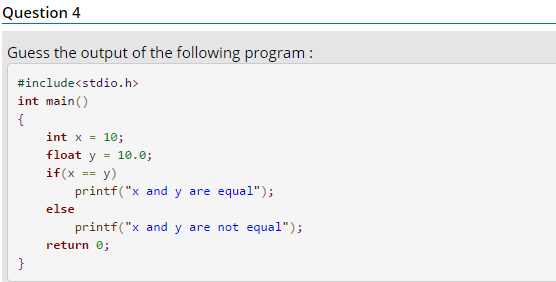 Question 4
Guess the output of the following program :
#include<stdio.h>
int main()
{
    int x = 10;
    float y = 10.0;
    if(x == y)
        printf("x and y are equal");
    else
        printf("x and y are not equal");
    return 0;
}